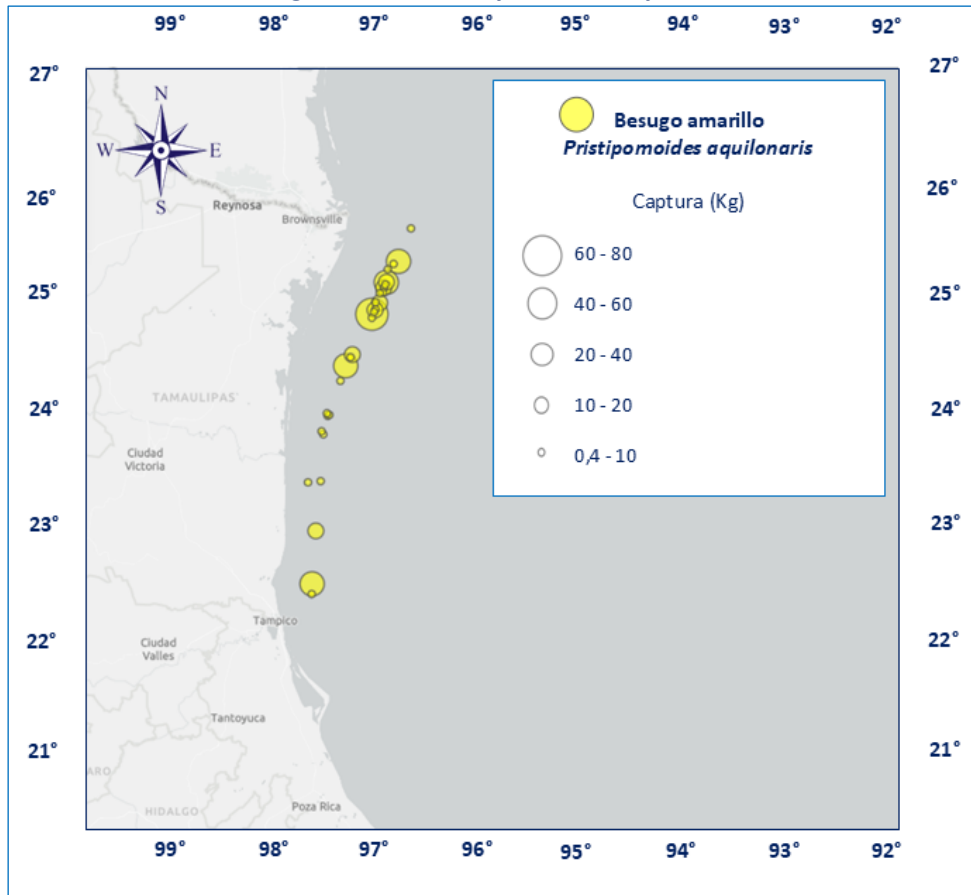 99° 98° 97° 96° 95° 94° 93° 92°
27° 27°
N
W E
S
Besugo amarillo
Pristipomoides aquilonaris
26° 26°
Reynosa
Brownsville
Captura (Kg)
60 - 80
25° 25°
40 - 60
20 - 40
TAMAULIPAS
24° 24°
10 - 20
Ciudad
Victoria
0,4 - 10
23° 23°
22° 22°
Tampico
Ciudad
Valles
21° 21°
Tantoyuca
ARO
HIDALGO
Poza Rica
99° 98° 97° 96° 95° 94° 93° 92°